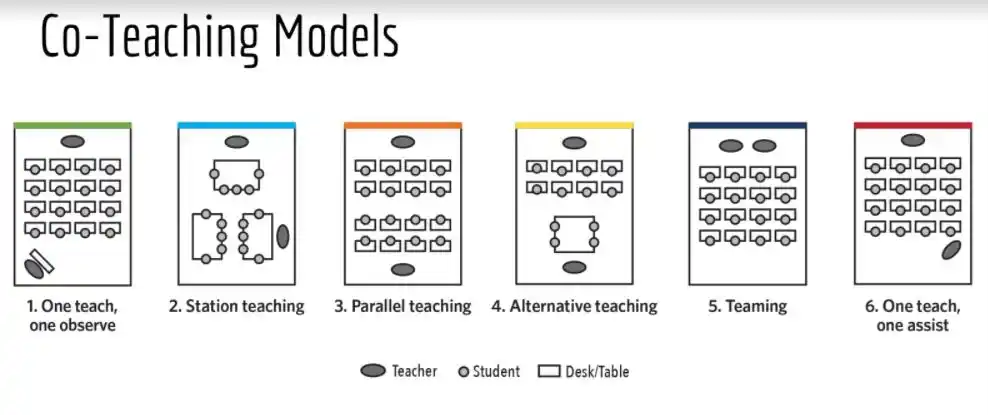 Co-Teaching Models
1. One teach,
one observe
2. Station teaching
3. Parallel teaching
4. Alternative teaching
5. Teaming
6. One teach,
one assist
Teacher
Student
Desk/Table